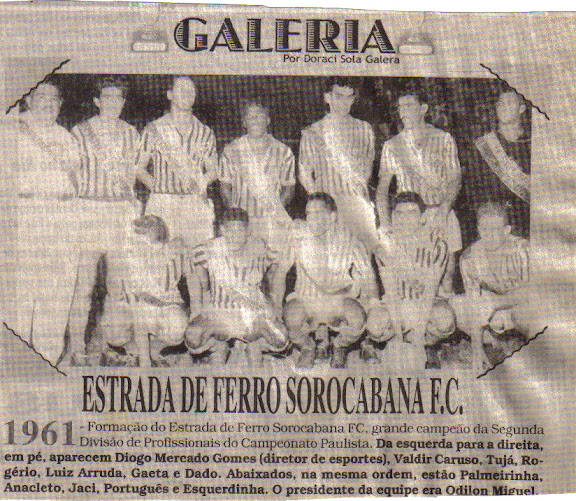 GALERIA
Por Doraci Sola Galera
ESTRADA DE FERRO SOROCABANA F.C.
1961 - Formação do Estrada de Ferro Sorocabana FC, grande campeão da Segunda
Divisão de Profissionais do Campeonato Paulista. Da esquerda para a direita,
em pé, aparecem Diogo Mercado Gomes (diretor de esportes), Valdir Caruso, Tujá, Ro-
gério, Luiz Arruda, Gaeta e Dado. Abaixados, na mesma ordem, estão Palmeirinha,
Anacleto, Jaci, Português e Esquerdinha. O presidente da equipe era Odilon Miguel